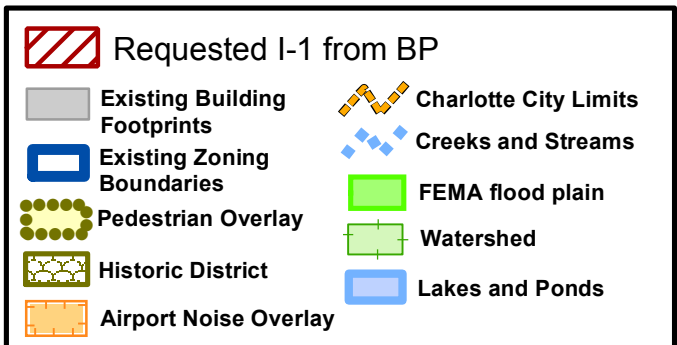 Requested I-1 from BP
Existing Building
Footprints
Existing Zoning
Boundaries
Pedestrian Overlay
Historic District
Airport Noise Overlay
Charlotte City Limits
Creeks and Streams
FEMA flood plain
Watershed
Lakes and Ponds